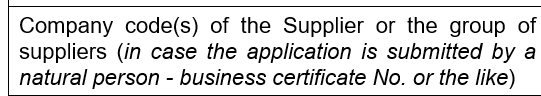 Company code(s) of the Supplier or the group of
suppliers (in case the application is submitted by a
natural person - business certificate No. or the like)